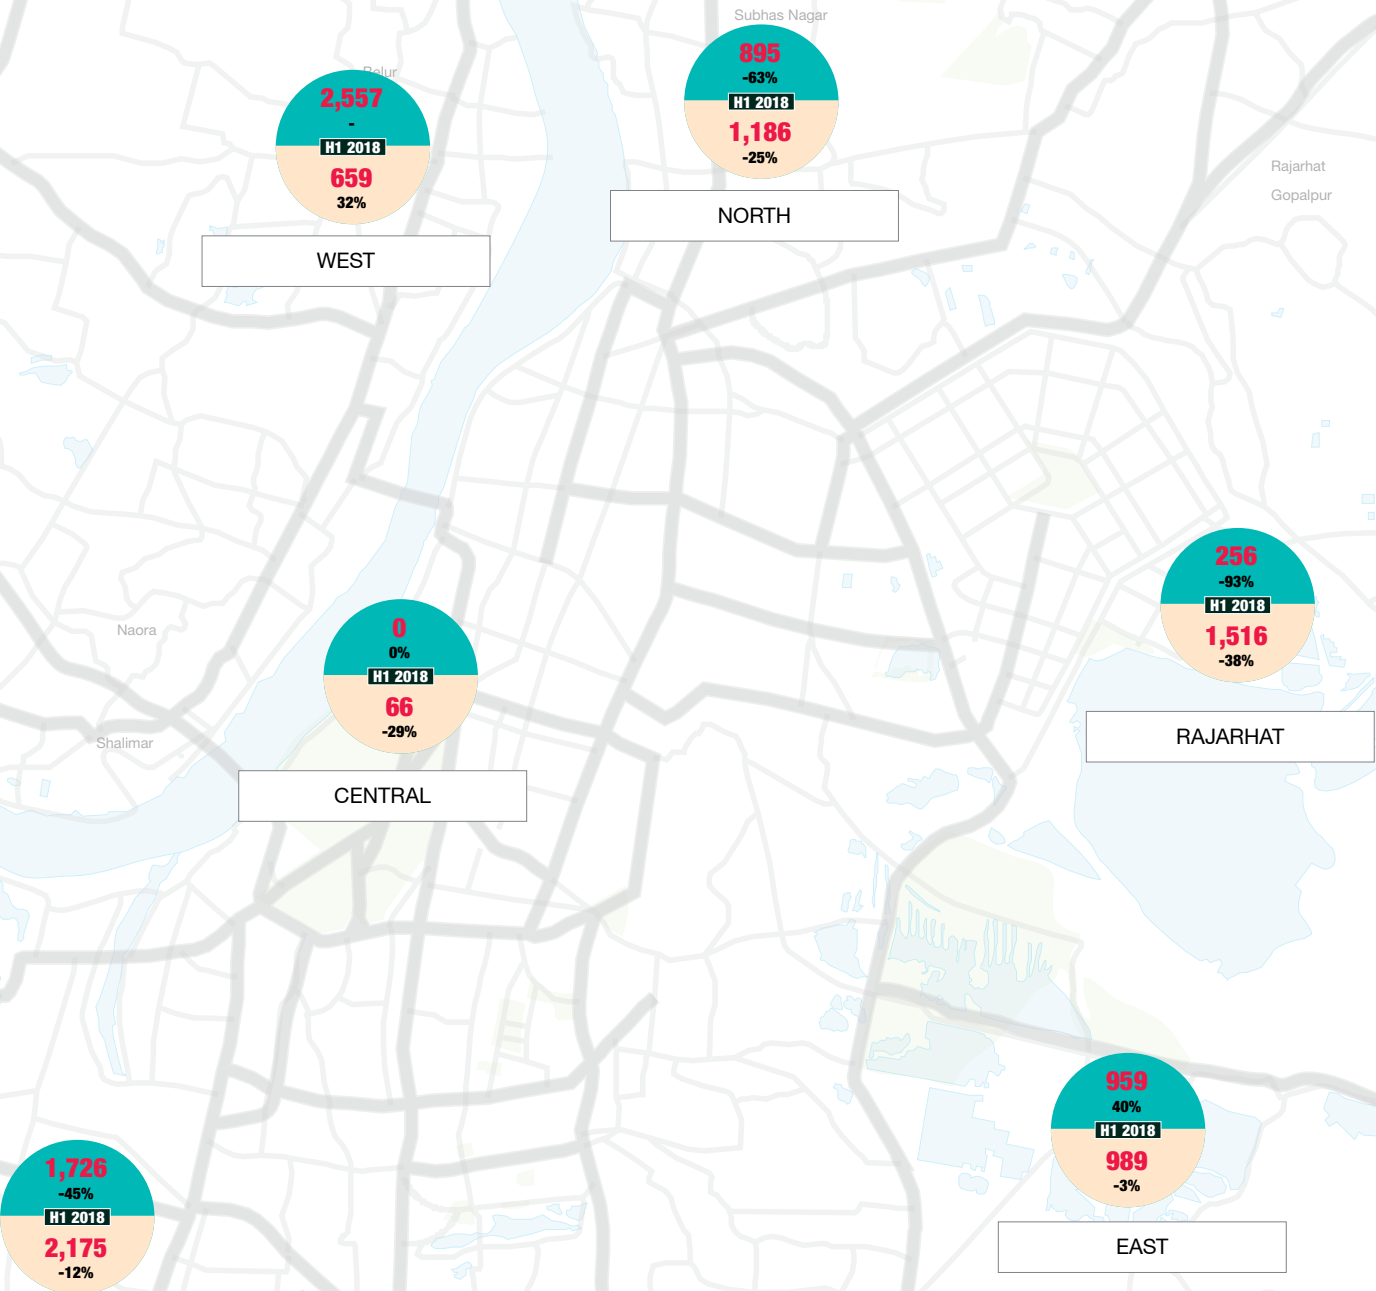 Subhas Nagar
895
-63%
H1 2018
1,186
-25%
NORTH
2,557
-
H1 2018
659
32%
WEST
Rajarhat
Gopalpur
256
-93%
H1 2018
1,516
-38%
RAJARHAT
Naora
0
0%
H1 2018
66
-29%
CENTRAL
Shalimar
959
40%
H1 2018
989
-3%
EAST
1,726
-45%
H1 2018
2,175
-12%